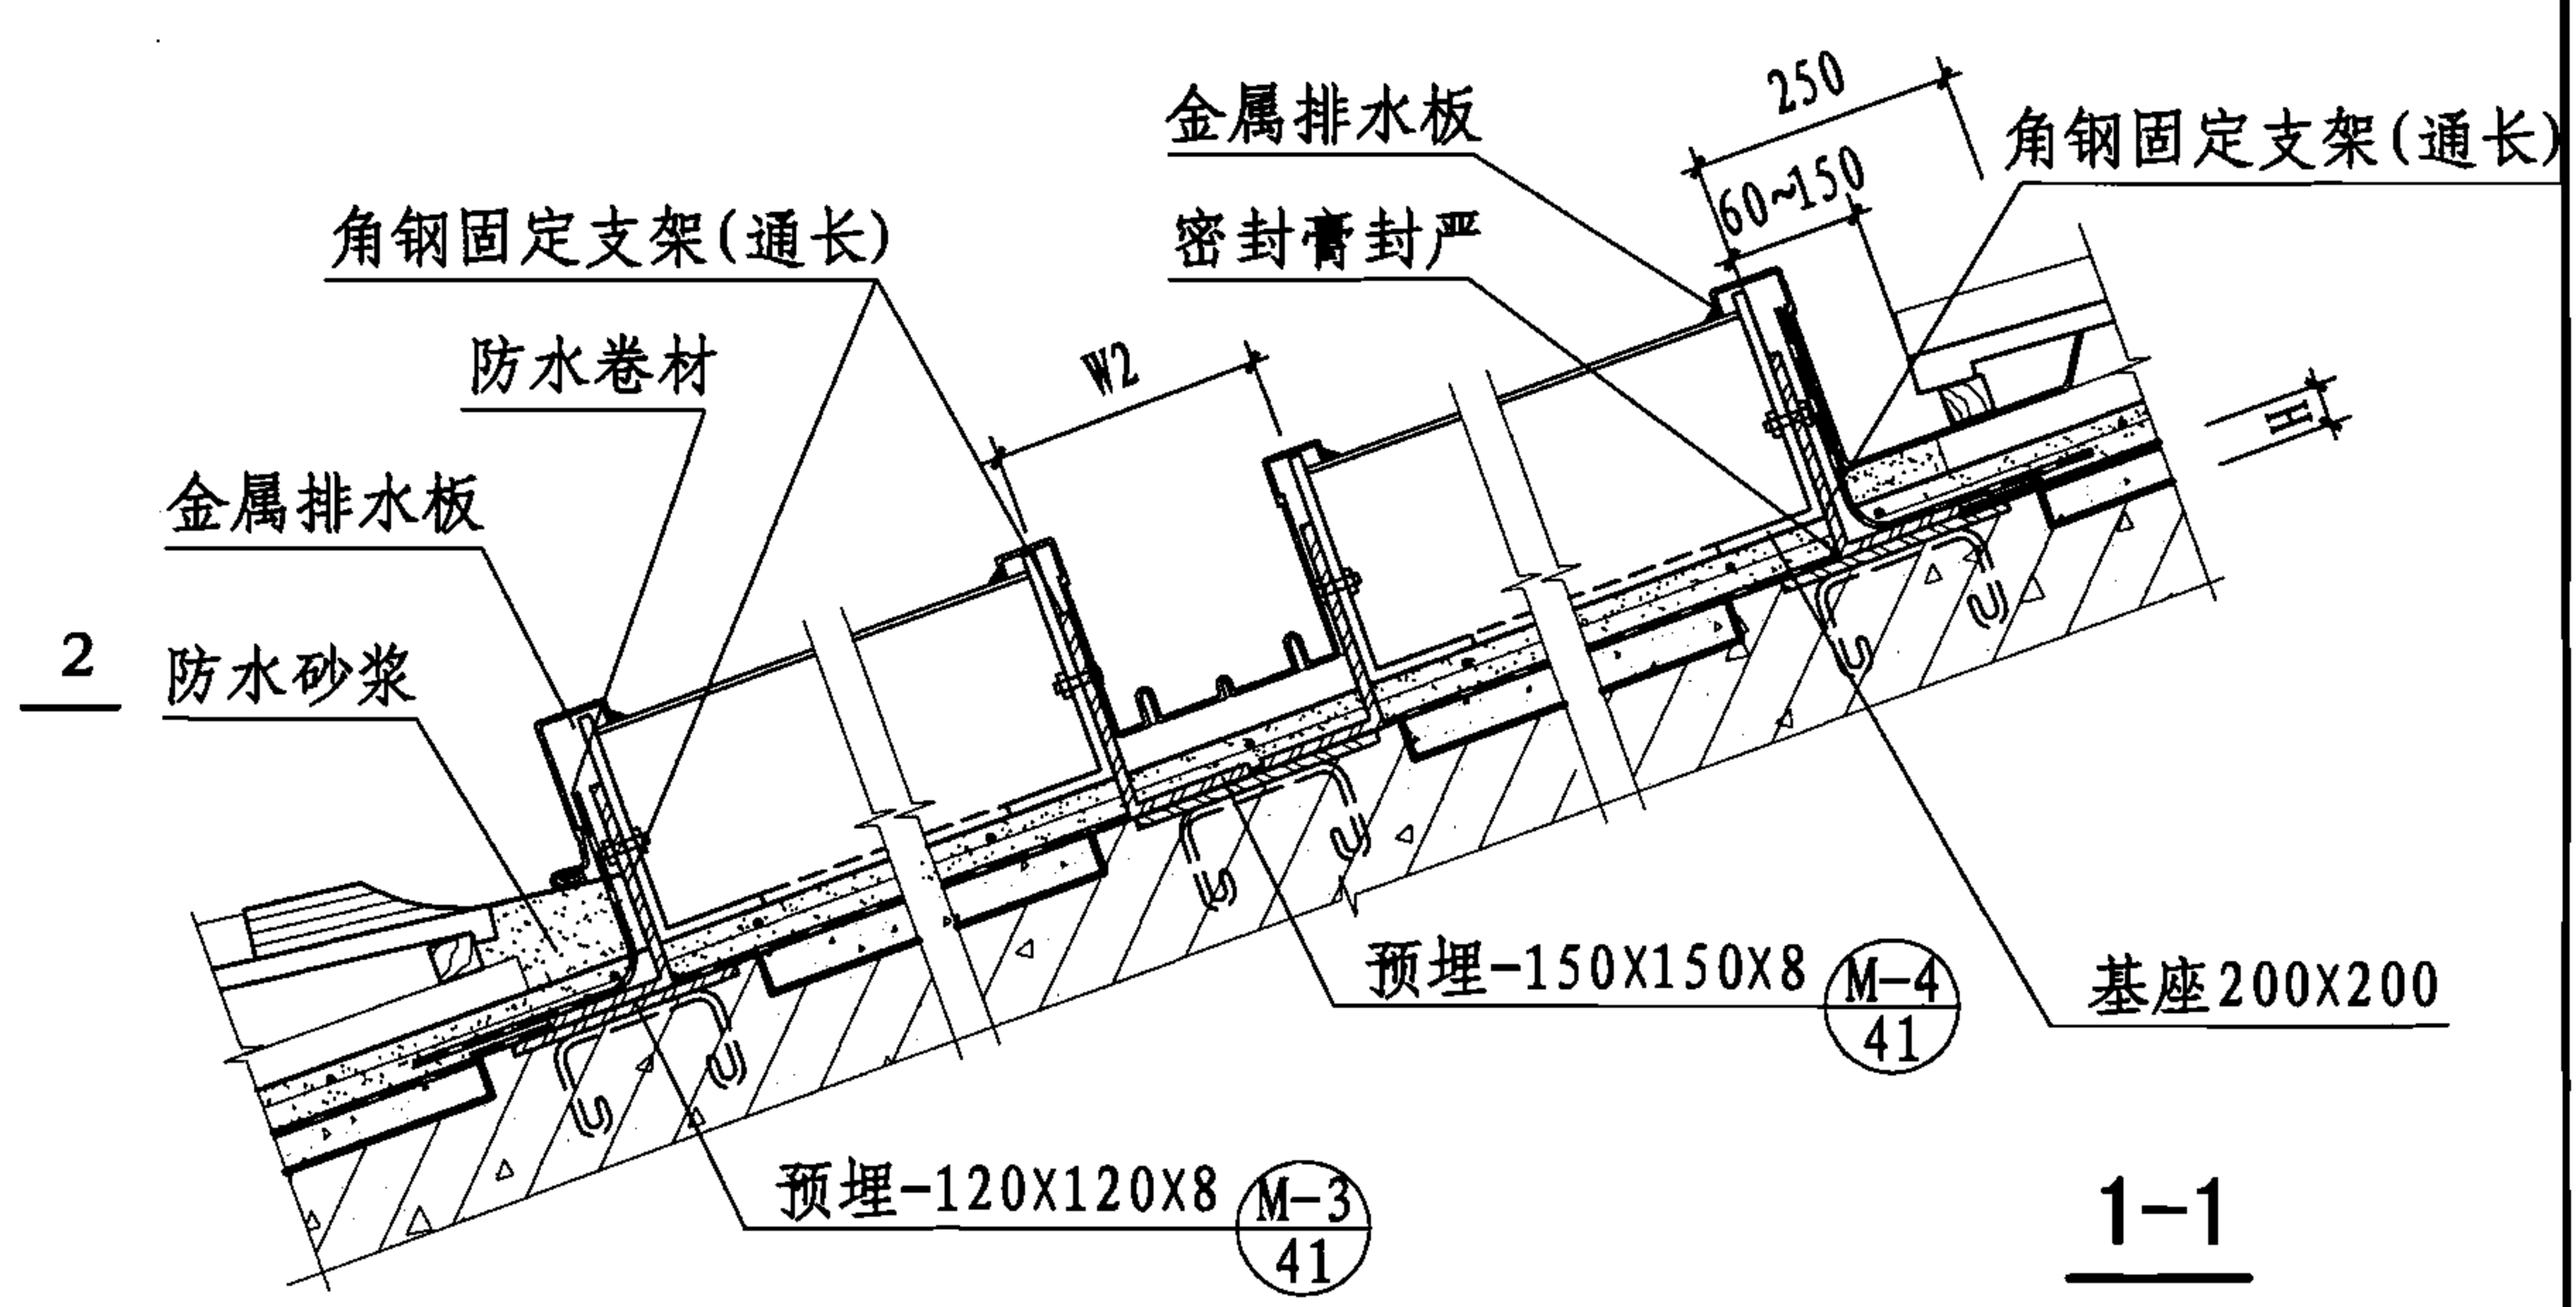 250
金属排水板
角钢固定支架(通长)
60~150
密封膏封严
角钢固定支架(通长)
防水卷材
W2
H
金属排水板
2
防水砂浆
预埋-150X150X8
M-4
41
基座200X200
预埋-120X120X8
M-3
41
1-1